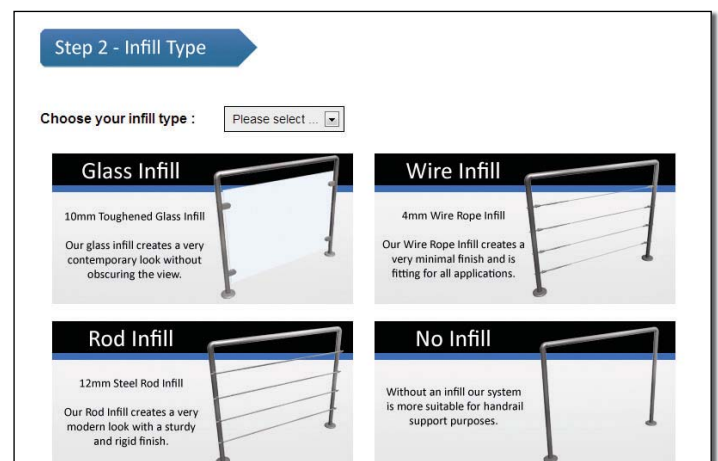 Step 2 - Infill Type
Choose your infill type :
Please select ...
Glass Infill
10mm Toughened Glass Infill
Our glass infill creates a very
contemporary look without
obscuring the view.
Wire Infill
4mm Wire Rope Infill
Our Wire Rope Infill creates a
very minimal finish and is
fitting for all applications.
Rod Infill
12mm Steel Rod Infill
Our Rod Infill creates a very
modern look with a sturdy
and rigid finish.
No Infill
Without an infill our system
is more suitable for handrail
support purposes.